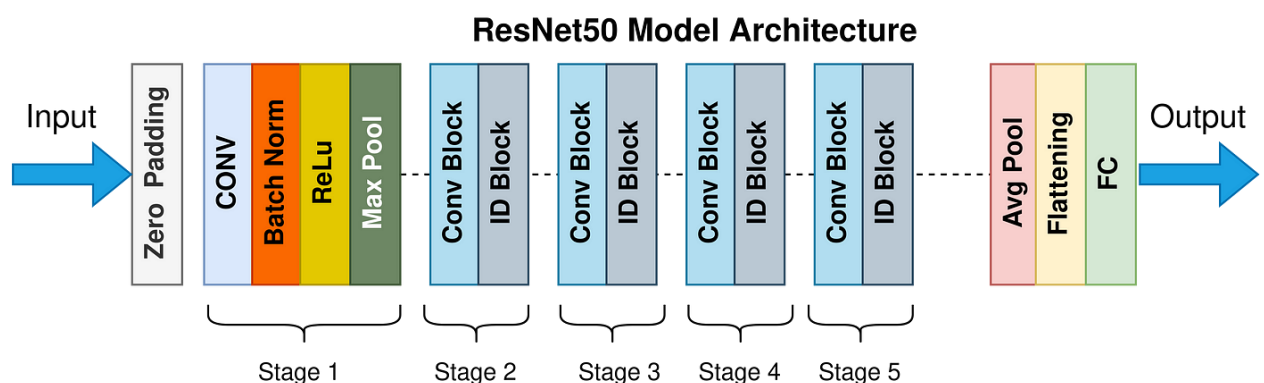 ResNet50 Model Architecture
Input
Zero Padding
CONV
Batch Norm
ReLu
Max Pool
Conv Block
ID Block
Conv Block
ID Block
Conv Block
ID Block
Conv Block
ID Block
Avg Pool
Flattening
FC
Output
Stage 1
Stage 2
Stage 3
Stage 4
Stage 5